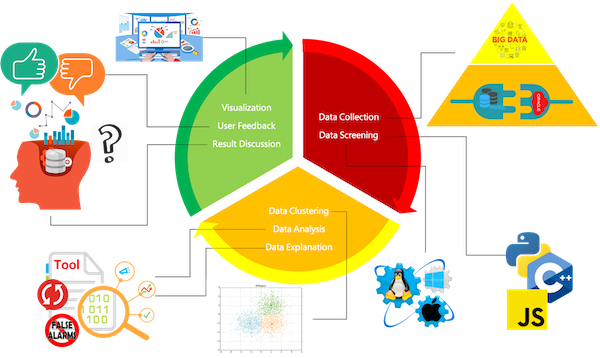 BIG DATA
ORACLE
Visualization
User Feedback
Result Discussion
Data Collection
Data Screening
Data Clustering
Data Analysis
Data Explanation
?
Tool
010
011
100
FALSE
ALARMS
C++
JS